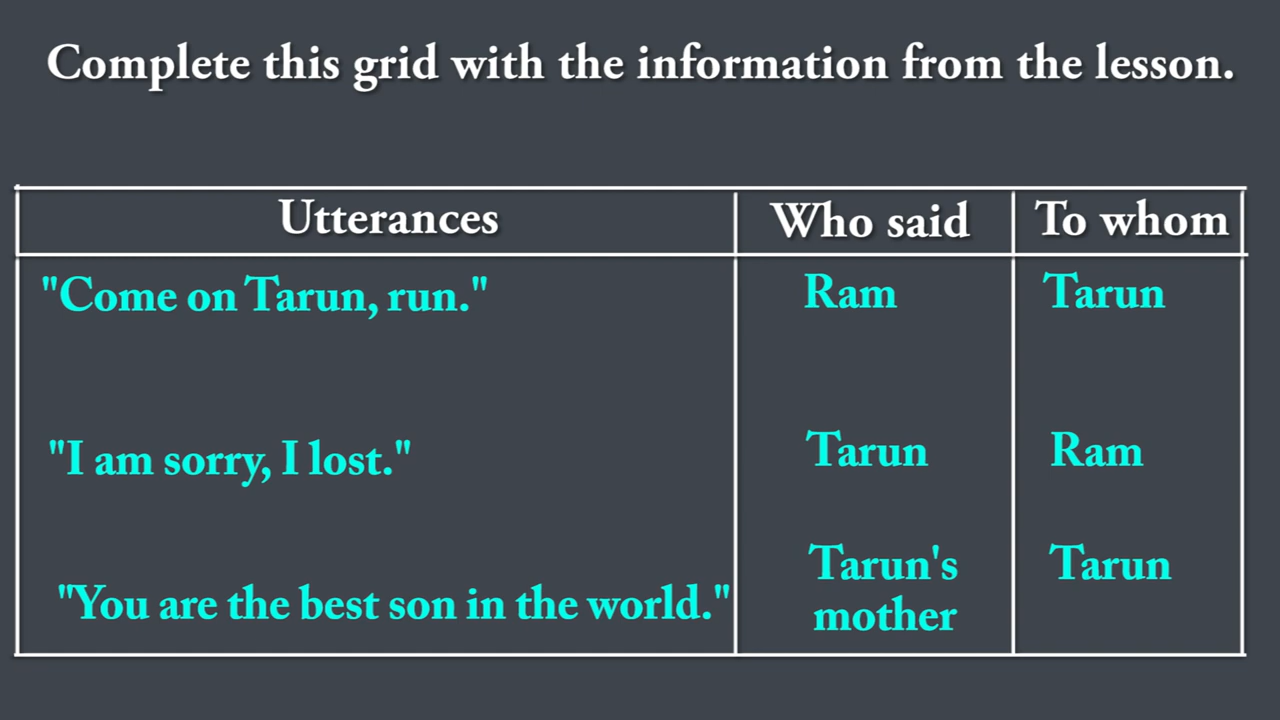 Complete this grid with the information from the lesson.
Utterances Who said To whom
"Come on Tarun, run." Ram Tarun
"I am sorry, I lost." Tarun Ram
"You are the best son in the world." Tarun's mother Tarun